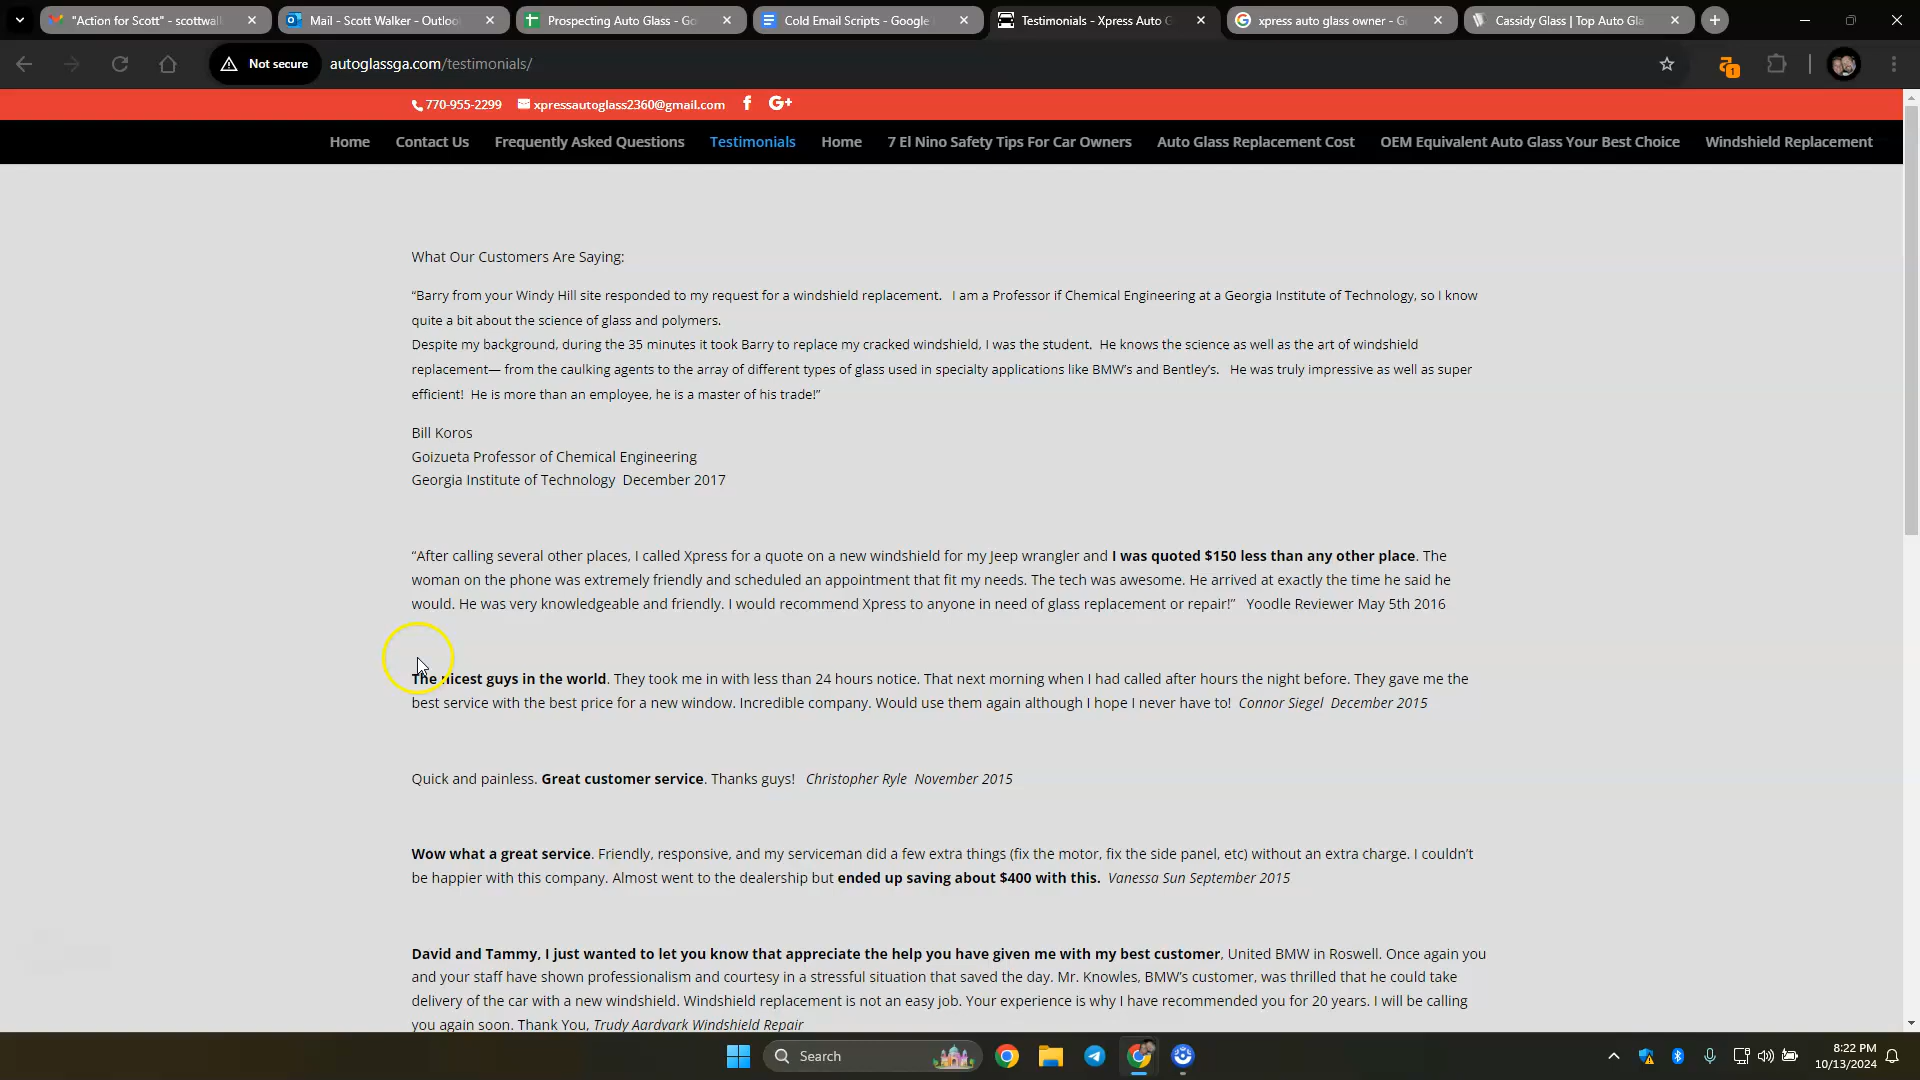 "Action for Scott" - scottwal
Mail - Scott Walker - Outlo
Prospecting Auto Glass - Go
Cold Email Scripts - Google
Testimonials - Xpress Auto G
xpress auto glass owner - G
Cassidy Glass | Top Auto Gla
Not secure
autoglassga.com/testimonials/
1
770-955-2299
xpressautoglass2360@gmail.com
f
G+
Home
Contact Us
Frequently Asked Questions
Testimonials
Home
7 El Nino Safety Tips For Car Owners
Auto Glass Replacement Cost
OEM Equivalent Auto Glass Your Best Choice
Windshield Replacement
What Our Customers Are Saying:
“Barry from your Windy Hill site responded to my request for a windshield replacement. I am a Professor if Chemical Engineering at a Georgia Institute of Technology, so I know
quite a bit about the science of glass and polymers.
Despite my background, during the 35 minutes it took Barry to replace my cracked windshield, I was the student. He knows the science as well as the art of windshield
replacement— from the caulking agents to the array of different types of glass used in specialty applications like BMW’s and Bentley’s. He was truly impressive as well as super
efficient! He is more than an employee, he is a master of his trade!”
Bill Koros
Goizueta Professor of Chemical Engineering
Georgia Institute of Technology December 2017
“After calling several other places, I called Xpress for a quote on a new windshield for my Jeep wrangler and I was quoted $150 less than any other place. The
woman on the phone was extremely friendly and scheduled an appointment that fit my needs. The tech was awesome. He arrived at exactly the time he said he
would. He was very knowledgeable and friendly. I would recommend Xpress to anyone in need of glass replacement or repair!” Yoodle Reviewer May 5th 2016
The nicest guys in the world. They took me in with less than 24 hours notice. That next morning when I had called after hours the night before. They gave me the
best service with the best price for a new window. Incredible company. Would use them again although I hope I never have to! Connor Siegel December 2015
Quick and painless. Great customer service. Thanks guys! Christopher Ryle November 2015
Wow what a great service. Friendly, responsive, and my serviceman did a few extra things (fix the motor, fix the side panel, etc) without an extra charge. I couldn’t
be happier with this company. Almost went to the dealership but ended up saving about $400 with this. Vanessa Sun September 2015
David and Tammy, I just wanted to let you know that appreciate the help you have given me with my best customer, United BMW in Roswell. Once again you
and your staff have shown professionalism and courtesy in a stressful situation that saved the day. Mr. Knowles, BMW’s customer, was thrilled that he could take
delivery of the car with a new windshield. Windshield replacement is not an easy job. Your experience is why I have recommended you for 20 years. I will be calling
you again soon. Thank You, Trudy Aardvark Windshield Repair
Search
8:22 PM
10/13/2024